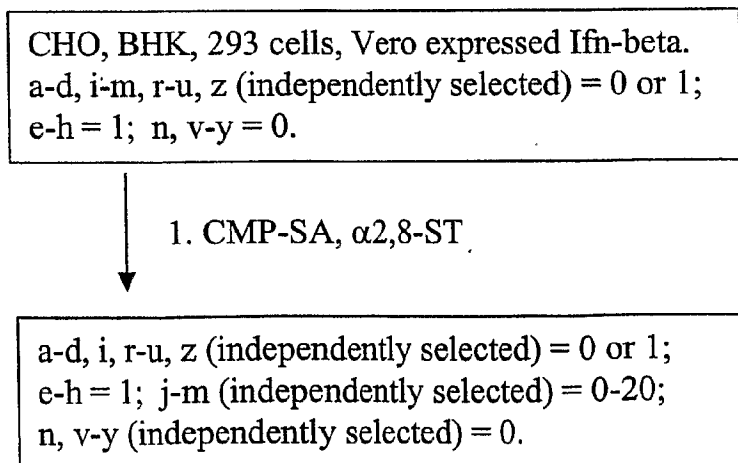 CHO, BHK, 293 cells, Vero expressed Ifn-beta.
a-d, i-m, r-u, z (independently selected) = 0 or 1;
e-h = 1; n, v-y = 0.
1. CMP-SA, α2,8-ST
a-d, i, r-u, z (independently selected) = 0 or 1;
e-h = 1; j-m (independently selected) = 0-20;
n, v-y (independently selected) = 0.